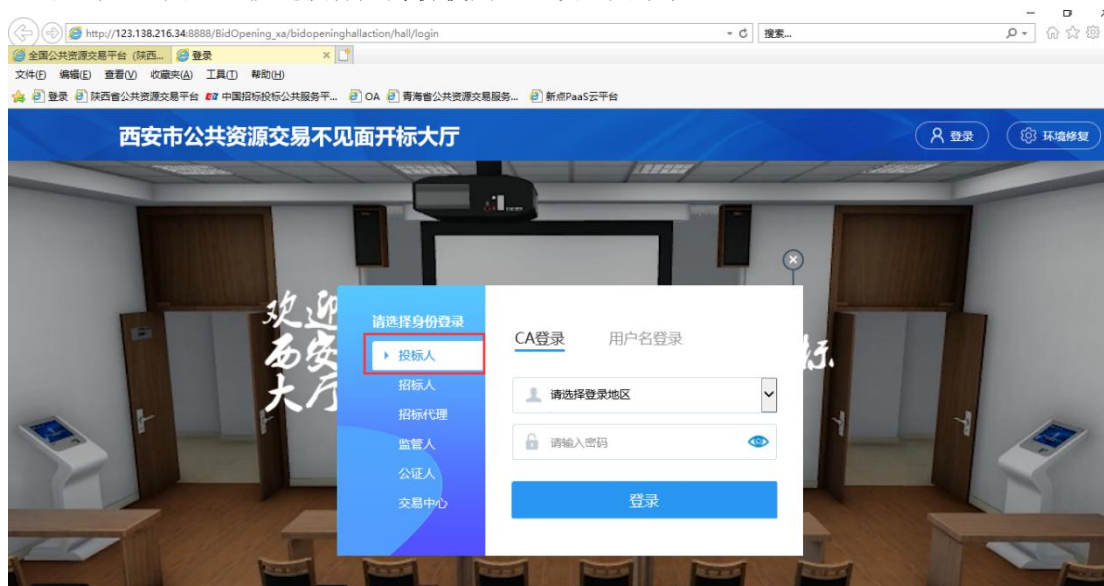 http://123.138.216.34:8888/BidOpening_xa/bidopeninghallaction/hall/login
搜索...
全国公共资源交易平台 (陕西...
登录
文件(F) 编辑(E) 查看(V) 收藏夹(A) 工具(T) 帮助(H)
登录 陕西省公共资源交易平台 中国招标投标公共服务平... OA 青海省公共资源交易服务... 新点PaaS云平台
西安市公共资源交易不见面开标大厅
登录
环境修复
欢迎
西安
大厅
标
请选择身份登录
投标人
招标人
招标代理
监管人
公证人
交易中心
CA登录 用户名登录
请选择登录地区
请输入密码
登录